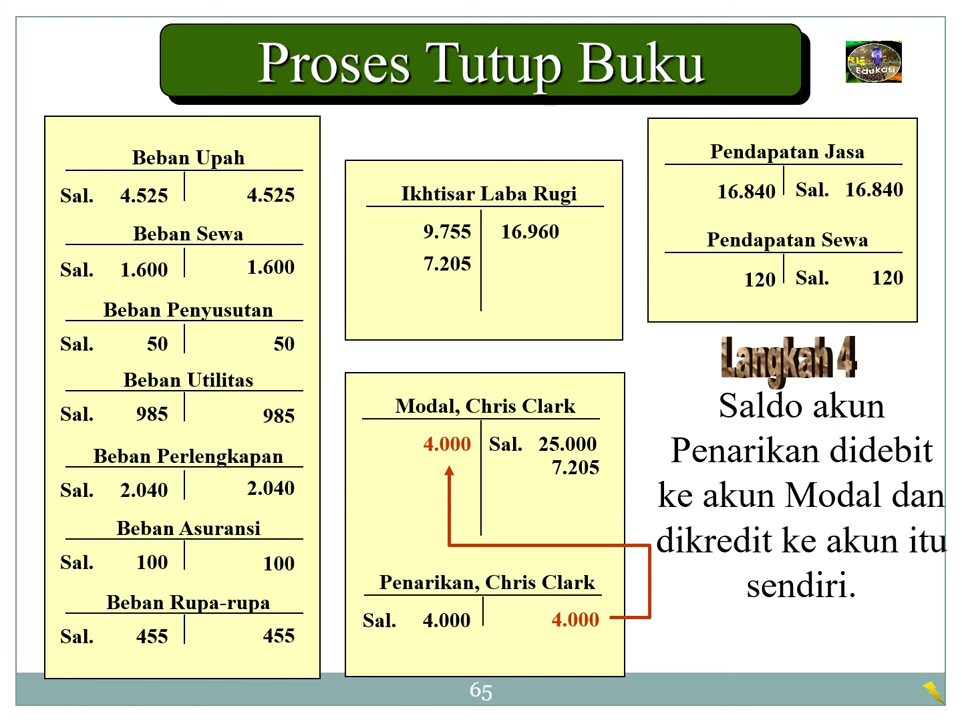 Proses Tutup Buku
Edukasi
Beban Upah
Sal. 4.525 4.525
Beban Sewa
Sal. 1.600 1.600
Beban Penyusutan
Sal. 50 50
Beban Utilitas
Sal. 985 985
Beban Perlengkapan
Sal. 2.040 2.040
Beban Asuransi
Sal. 100 100
Beban Rupa-rupa
Sal. 455 455
Ikhtisar Laba Rugi
9.755 16.960
7.205
Modal, Chris Clark
4.000 Sal. 25.000
7.205
Penarikan, Chris Clark
Sal. 4.000 4.000
Pendapatan Jasa
16.840 Sal. 16.840
Pendapatan Sewa
120 Sal. 120
Langkah 4
Saldo akun
Penarikan didebit
ke akun Modal dan
dikredit ke akun itu
sendiri.
65